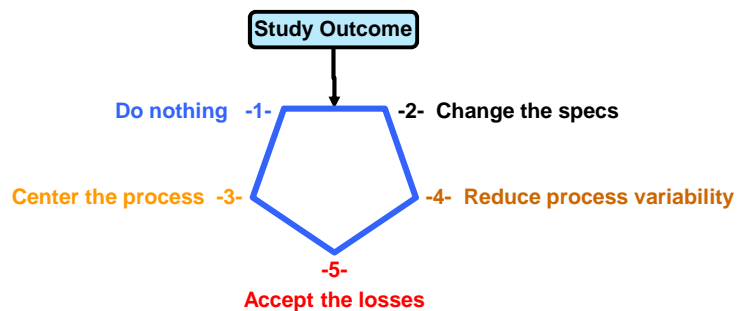 Study Outcome
Do nothing -1-
-2- Change the specs
Center the process -3-
-4- Reduce process variability
-5-
Accept the losses